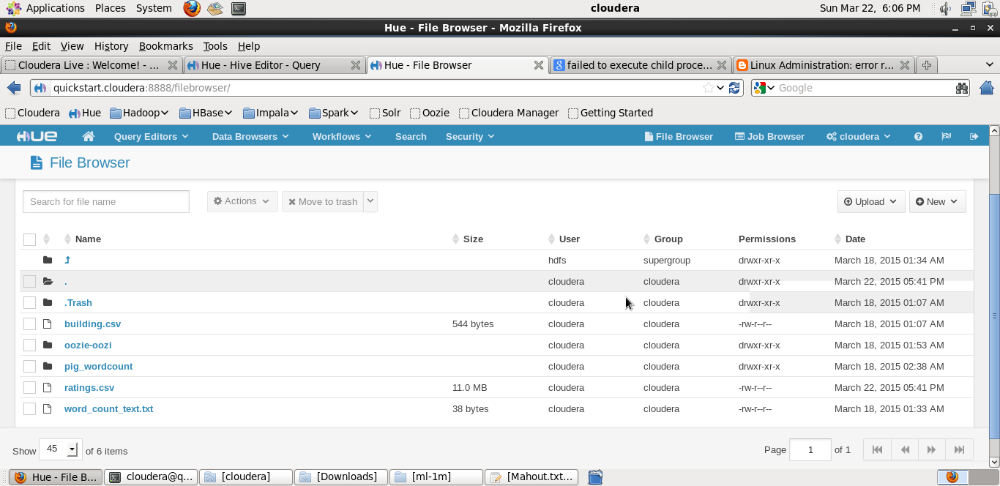 Applications Places System cloudera Sun Mar 22, 6:06 PM
Hue - File Browser - Mozilla Firefox
File Edit View History Bookmarks Tools Help
Cloudera Live : Welcome! - ... Hue - Hive Editor - Query Hue - File Browser failed to execute child proce... Linux Administration: error r...
quickstart.cloudera:8888/filebrowser/ Google
Cloudera Hue Hadoop HBase Impala Spark Solr Oozie Cloudera Manager Getting Started
HUE Query Editors Data Browsers Workflows Search Security File Browser Job Browser cloudera
File Browser
Search for file name Actions Move to trash Upload New
Name Size User Group Permissions Date
hdfs supergroup drwxr-xr-x March 18, 2015 01:34 AM
. cloudera cloudera drwxr-xr-x March 22, 2015 05:41 PM
.Trash cloudera cloudera drwxr-xr-x March 18, 2015 01:07 AM
building.csv 544 bytes cloudera cloudera -rw-r--r-- March 18, 2015 01:07 AM
oozie-oozi cloudera cloudera drwxr-xr-x March 18, 2015 01:53 AM
pig_wordcount cloudera cloudera drwxr-xr-x March 18, 2015 02:38 AM
ratings.csv 11.0 MB cloudera cloudera -rw-r--r-- March 22, 2015 05:41 PM
word_count_text.txt 38 bytes cloudera cloudera -rw-r--r-- March 18, 2015 01:33 AM
Show 45 of 6 items Page 1 of 1
Hue - File B... cloudera@q... [cloudera] [Downloads] [ml-1m] [Mahout.txt...